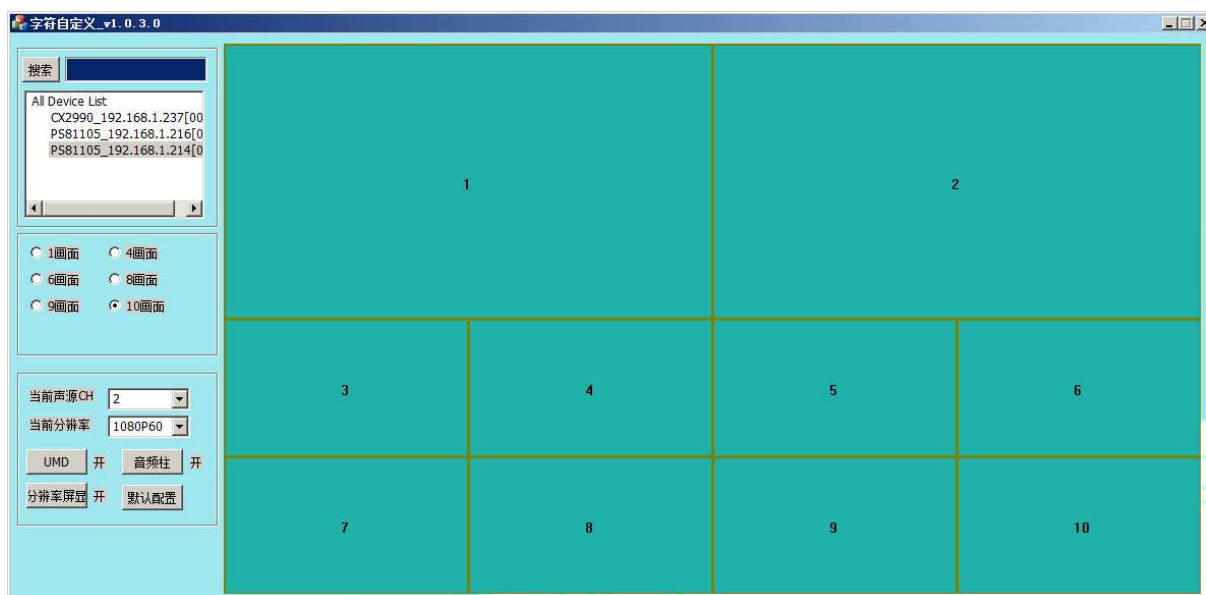 字符自定义_v1.0.3.0
搜索
All Device List
CX2990_192.168.1.237[00
PS81105_192.168.1.216[0
PS81105_192.168.1.214[0
1画面 4画面
6画面 8画面
9画面 10画面
当前声源CH 2
当前分辨率 1080P60
UMD 开 音频柱 开
分辨率屏显 开 默认配置
1 2
3 4 5 6
7 8 9 10